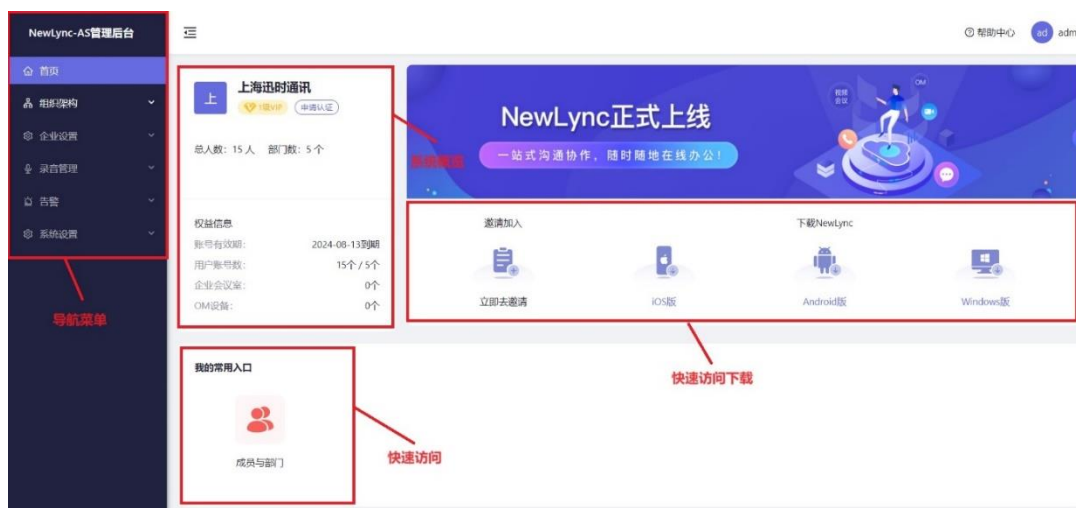 NewLync-AS管理后台
帮助中心
ad
adm
首页
组织架构
企业设置
录音管理
告警
系统设置
导航菜单
上
上海迅时通讯
1级VIP
申请认证
总人数：15 人 部门数：5 个
权益信息
账号有效期： 2024-08-13到期
用户账号数： 15个 / 5个
企业会议室： 0个
OM设备： 0个
NewLync正式上线
一站式沟通协作，随时随地在线办公！
视频会议
OM
邀请加入
下载NewLync
立即去邀请
iOS版
Android版
Windows版
快速访问下载
我的常用入口
成员与部门
快速访问